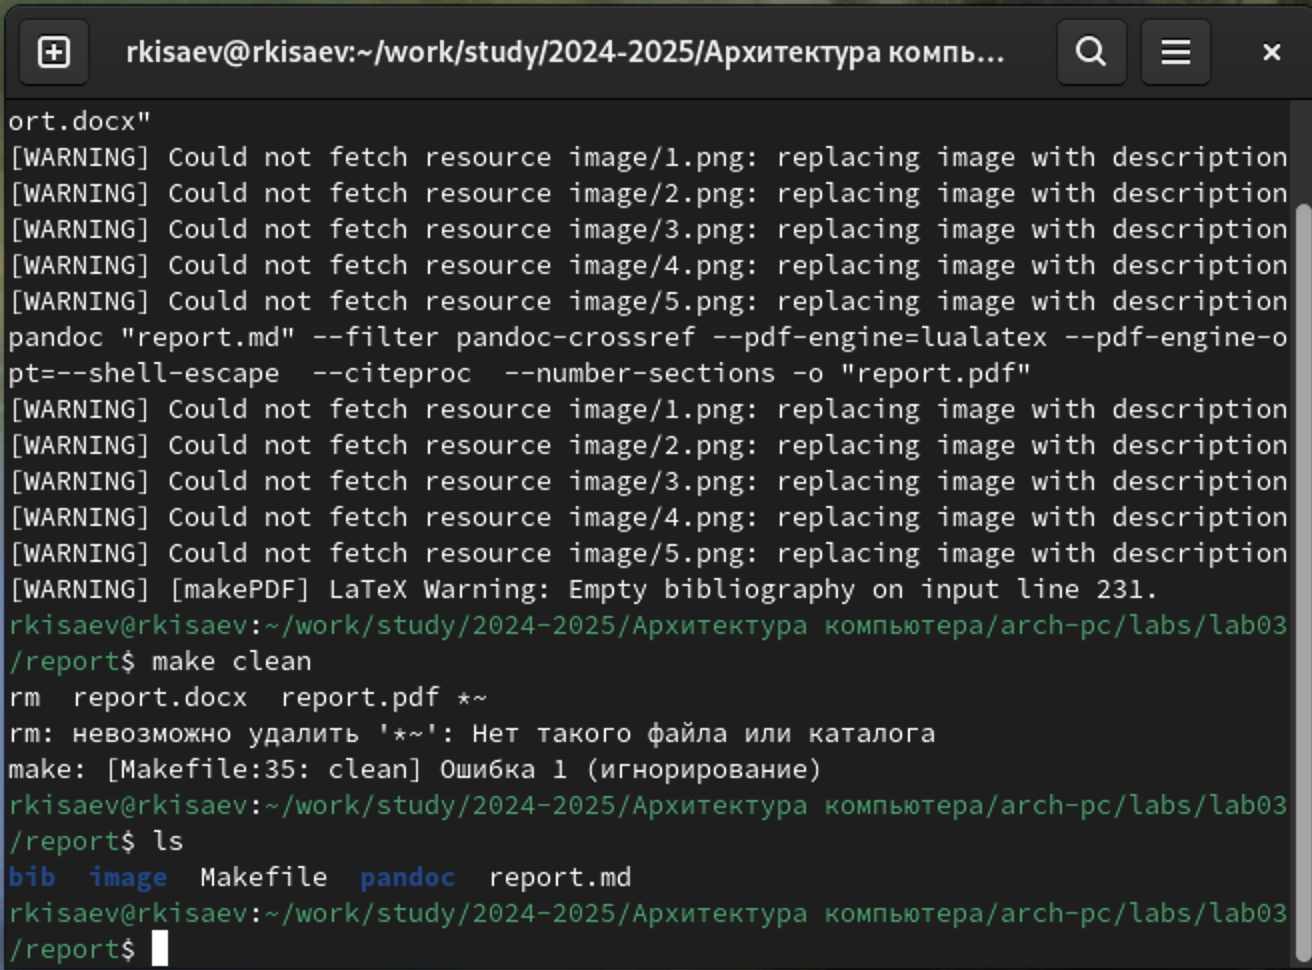 rkisaev@rkisaev:~/work/study/2024-2025/Архитектура компь...
ort.docx"
[WARNING] Could not fetch resource image/1.png: replacing image with description
[WARNING] Could not fetch resource image/2.png: replacing image with description
[WARNING] Could not fetch resource image/3.png: replacing image with description
[WARNING] Could not fetch resource image/4.png: replacing image with description
[WARNING] Could not fetch resource image/5.png: replacing image with description
pandoc "report.md" --filter pandoc-crossref --pdf-engine=lualatex --pdf-engine-o
pt=--shell-escape  --citeproc  --number-sections -o "report.pdf"
[WARNING] Could not fetch resource image/1.png: replacing image with description
[WARNING] Could not fetch resource image/2.png: replacing image with description
[WARNING] Could not fetch resource image/3.png: replacing image with description
[WARNING] Could not fetch resource image/4.png: replacing image with description
[WARNING] Could not fetch resource image/5.png: replacing image with description
[WARNING] [makePDF] LaTeX Warning: Empty bibliography on input line 231.
rkisaev@rkisaev:~/work/study/2024-2025/Архитектура компьютера/arch-pc/labs/lab03
/report$ make clean
rm  report.docx  report.pdf *~
rm: невозможно удалить '*~': Нет такого файла или каталога
make: [Makefile:35: clean] Ошибка 1 (игнорирование)
rkisaev@rkisaev:~/work/study/2024-2025/Архитектура компьютера/arch-pc/labs/lab03
/report$ ls
bib  image  Makefile  pandoc  report.md
rkisaev@rkisaev:~/work/study/2024-2025/Архитектура компьютера/arch-pc/labs/lab03
/report$